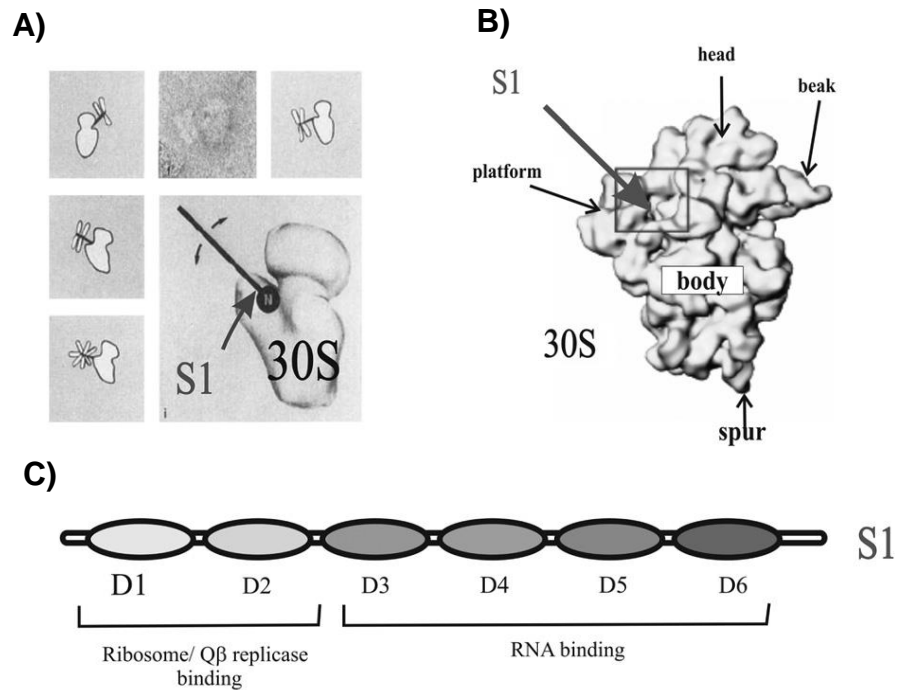 A)
B)
S1
head
beak
platform
body
30S
spur
N
S1
30S
i
C)
S1
D1 D2 D3 D4 D5 D6
Ribosome/ Qβ replicase
binding
RNA binding